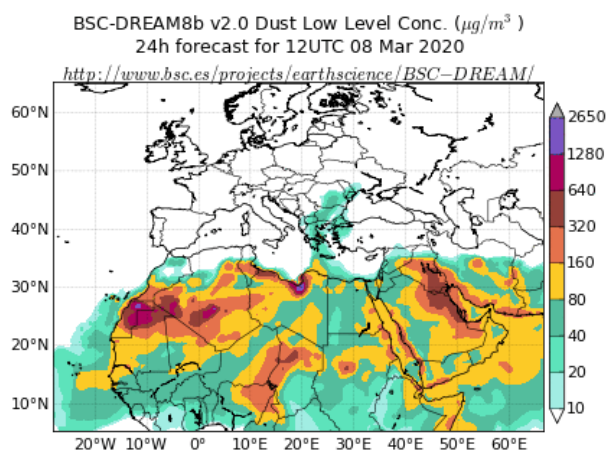 BSC-DREAM8b v2.0 Dust Low Level Conc. (μg/m³ )
24h forecast for 12UTC 08 Mar 2020
http://www.bsc.es/projects/earthscience/BSC−DREAM/
60°N
50°N
40°N
30°N
20°N
10°N
20°W 10°W 0° 10°E 20°E 30°E 40°E 50°E 60°E
2650
1280
640
320
160
80
40
20
10